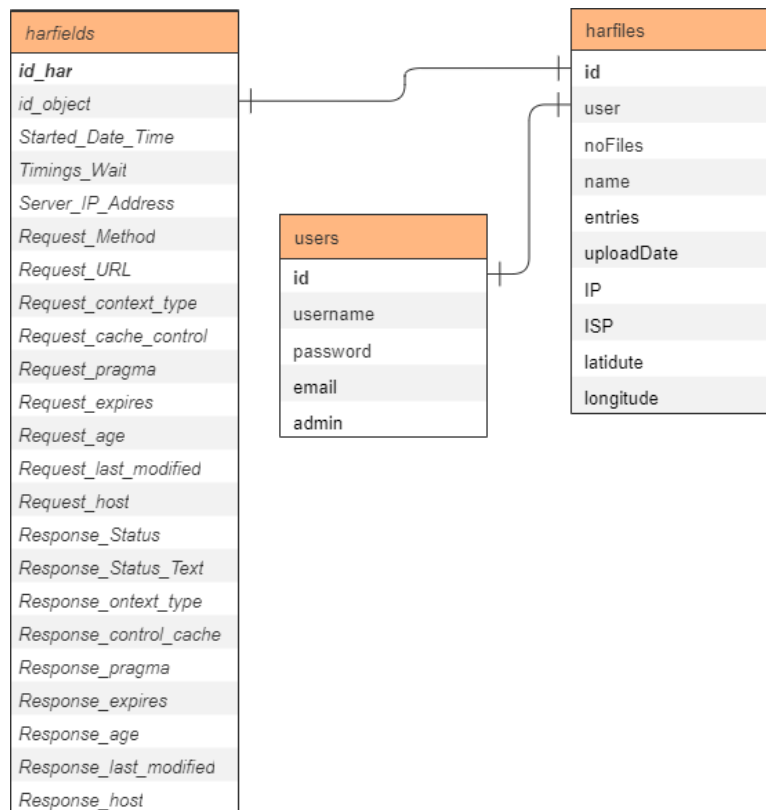 harfields
id_har
id_object
Started_Date_Time
Timings_Wait
Server_IP_Address
Request_Method
Request_URL
Request_context_type
Request_cache_control
Request_pragma
Request_expires
Request_age
Request_last_modified
Request_host
Response_Status
Response_Status_Text
Response_ontext_type
Response_control_cache
Response_pragma
Response_expires
Response_age
Response_last_modified
Response_host
users
id
username
password
email
admin
harfiles
id
user
noFiles
name
entries
uploadDate
IP
ISP
latidute
longitude